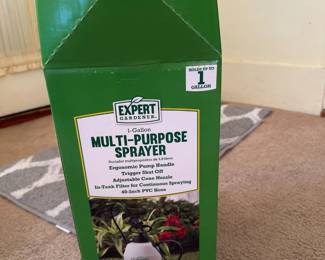 HOLDS UP TO
1
GALLON
EXPERT
GARDENER
1-Gallon
MULTI-PURPOSE
SPRAYER
Ergonomic Pump Handle
Trigger Shut Off
Adjustable Cone Nozzle
In-Tank Filter for Continuous Spraying
40-Inch PVC Hose